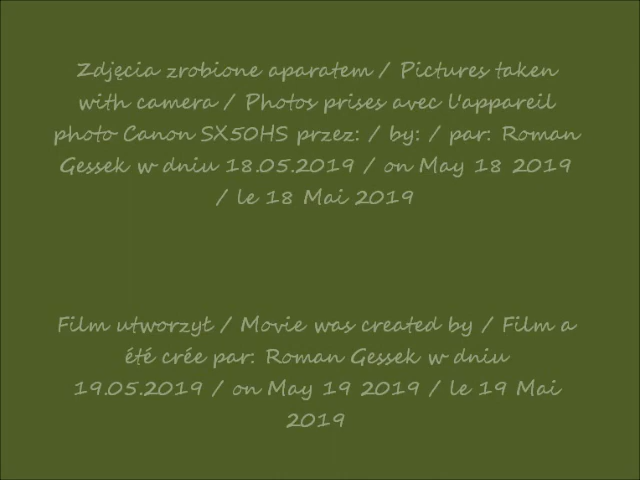 Zdjęcia zrobione aparatem / Pictures taken
with camera / Photos prises avec l'appareil
photo Canon SX50HS przez: / by: / par: Roman
Gessek w dniu 18.05.2019 / on May 18 2019
/ le 18 Mai 2019
Film utworzył / Movie was created by / Film a
été crée par: Roman Gessek w dniu
19.05.2019 / on May 19 2019 / le 19 Mai
2019